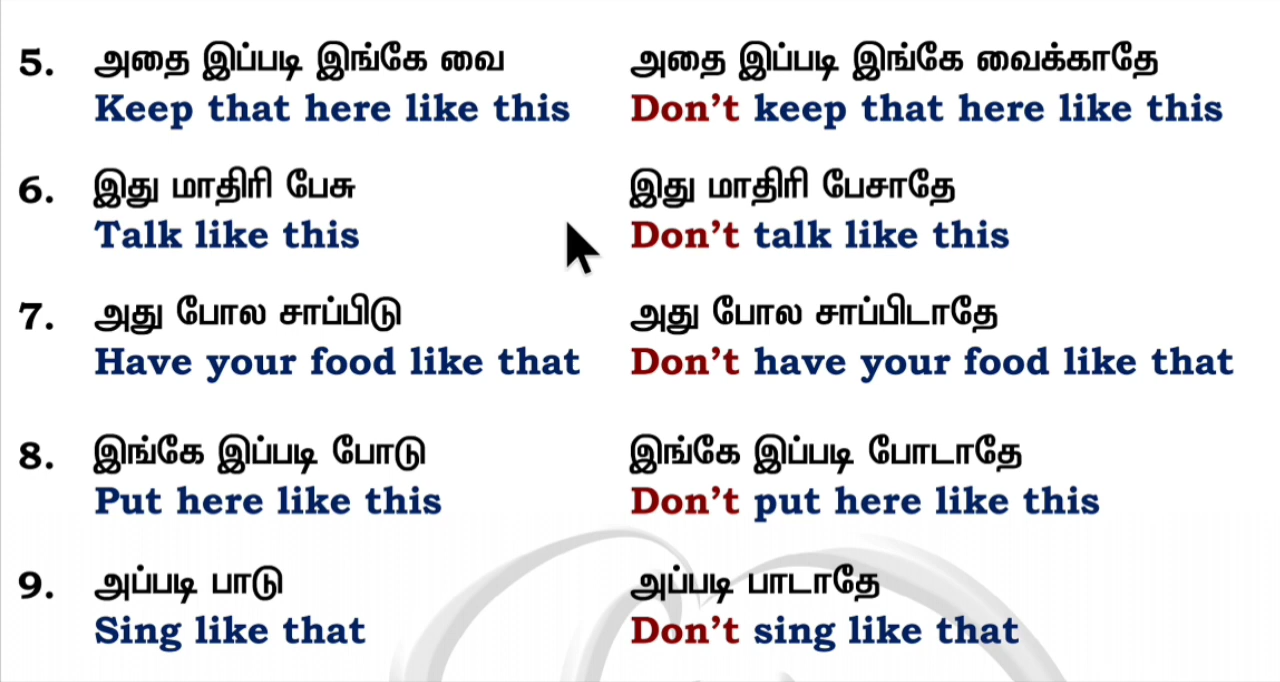 5. அதை இப்படி இங்கே வை அதை இப்படி இங்கே வைக்காதே
Keep that here like this Don't keep that here like this
6. இது மாதிரி பேசு இது மாதிரி பேசாதே
Talk like this Don't talk like this
7. அது போல சாப்பிடு அது போல சாப்பிடாதே
Have your food like that Don't have your food like that
8. இங்கே இப்படி போடு இங்கே இப்படி போடாதே
Put here like this Don't put here like this
9. அப்படி பாடு அப்படி பாடாதே
Sing like that Don't sing like that